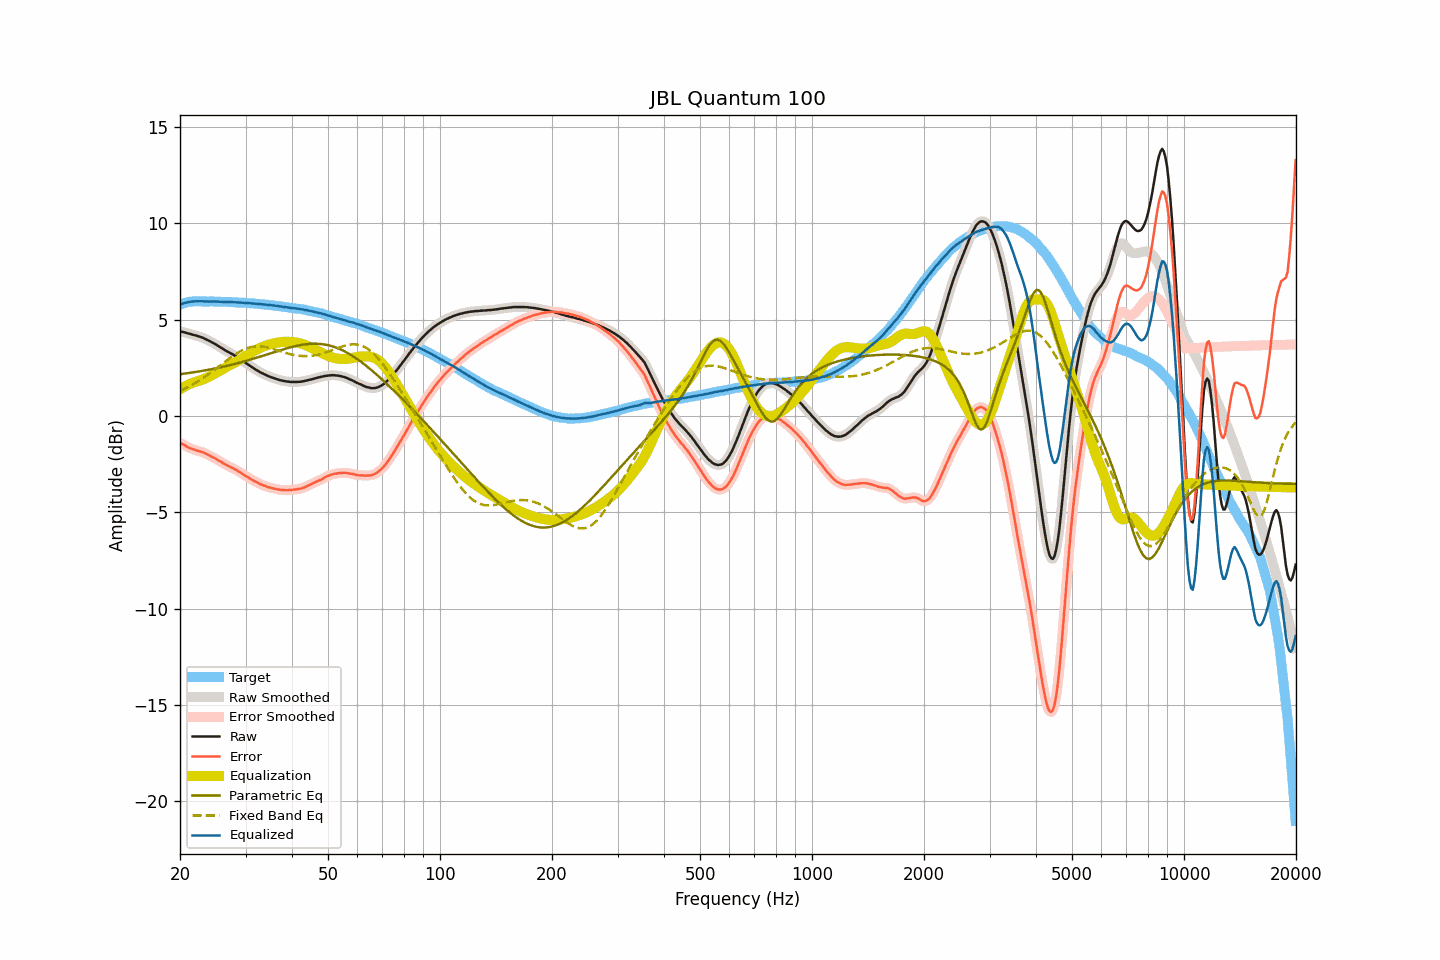 JBL Quantum 100
Amplitude (dBr)
15
10
5
0
−5
−10
−15
−20
Target
Raw Smoothed
Error Smoothed
Raw
Error
Equalization
Parametric Eq
Fixed Band Eq
Equalized
20 50 100 200 500 1000 2000 5000 10000 20000
Frequency (Hz)